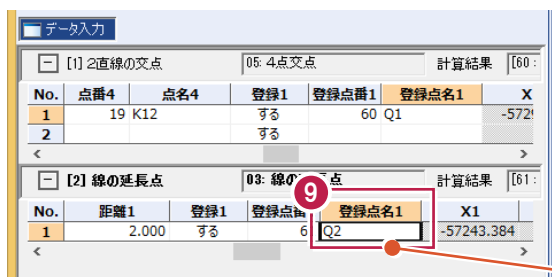 データ入力
[1] 2直線の交点 05: 4点交点 計算結果 [60 :
No. 点番4 点名4 登録1 登録点番1 登録点名1 X
1 19 K12 する 60 Q1 -572
2 する
[2] 線の延長点 03: 線の 点 計算結果 [61 :
9
No. 距離1 登録1 登録点番 登録点名1 X1
1 2.000 する 6 Q2 -57243.384